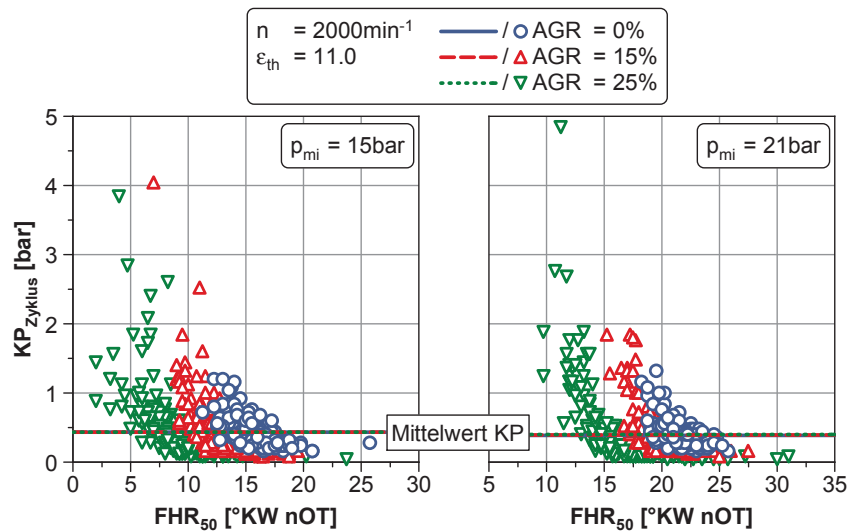 n = 2000min⁻¹
/ AGR = 0%
εth = 11.0
/ AGR = 15%
/ AGR = 25%
pmi = 15bar
pmi = 21bar
KPZyklus [bar]
5
4
3
2
1
0
Mittelwert KP
0 5 10 15 20 25 30
5 10 15 20 25 30 35
FHR50 [°KW nOT]
FHR50 [°KW nOT]